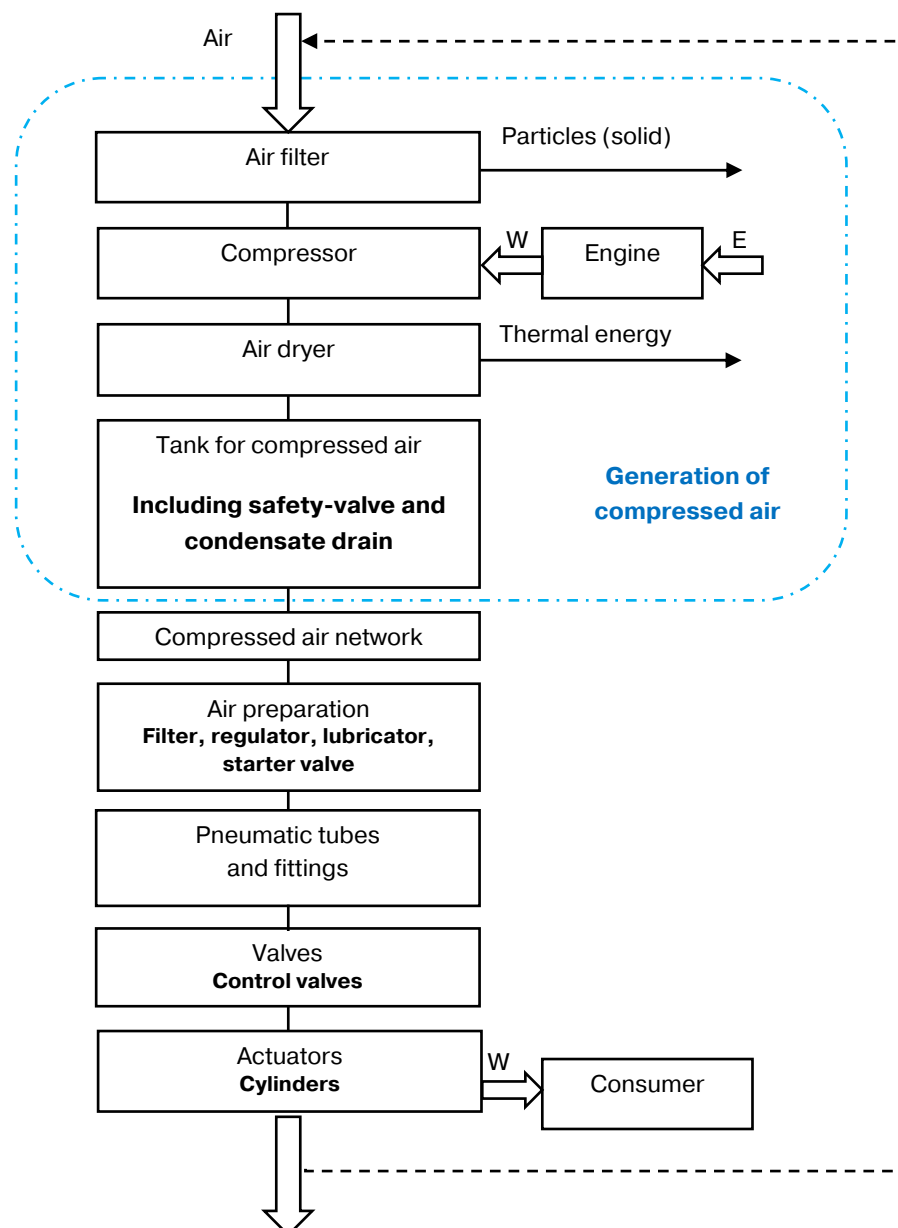 Air
Air filter
Particles (solid)
Compressor
W
Engine
E
Air dryer
Thermal energy
Tank for compressed air
Including safety-valve and
condensate drain
Generation of
compressed air
Compressed air network
Air preparation
Filter, regulator, lubricator,
starter valve
Pneumatic tubes
and fittings
Valves
Control valves
Actuators
Cylinders
W
Consumer